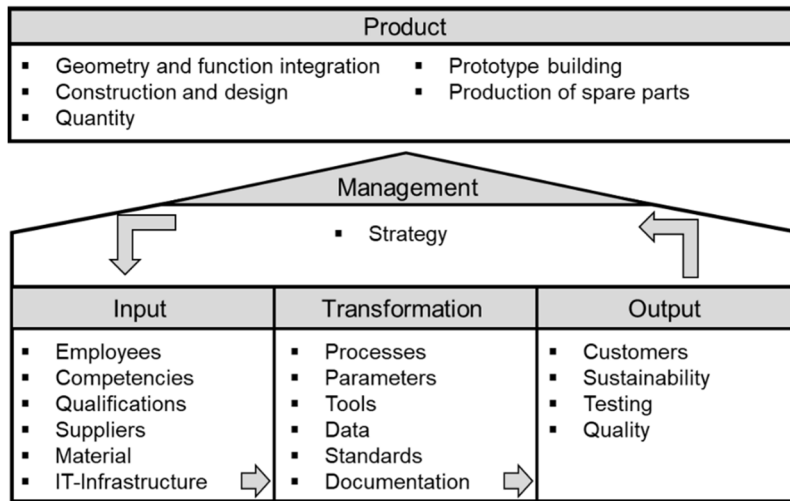 Product
▪ Geometry and function integration
▪ Construction and design
▪ Quantity
▪ Prototype building
▪ Production of spare parts
Management
▪ Strategy
Input
▪ Employees
▪ Competencies
▪ Qualifications
▪ Suppliers
▪ Material
▪ IT-Infrastructure
Transformation
▪ Processes
▪ Parameters
▪ Tools
▪ Data
▪ Standards
▪ Documentation
Output
▪ Customers
▪ Sustainability
▪ Testing
▪ Quality